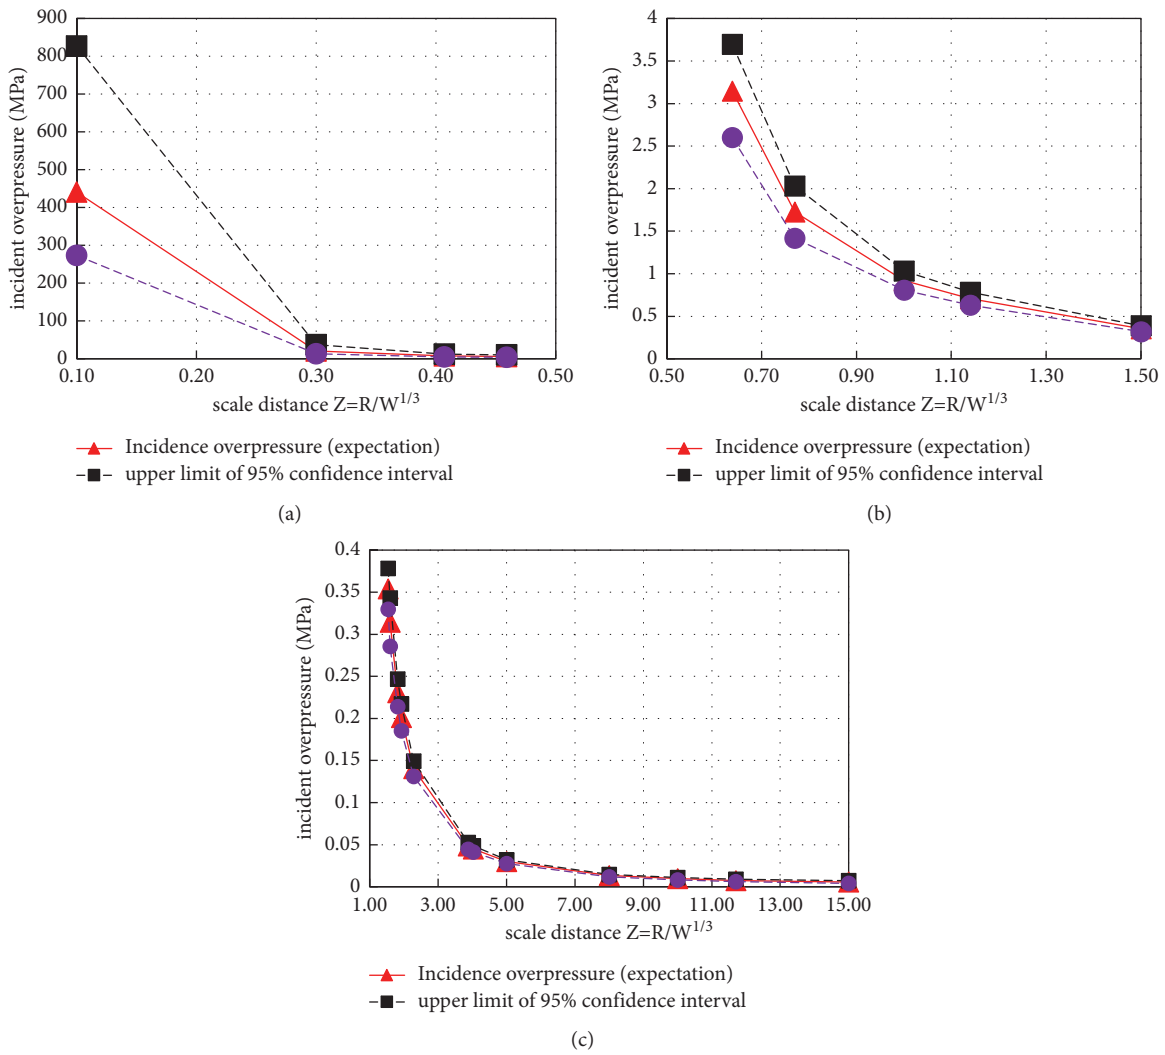 900
800
700
600
500
400
300
200
100
0
incident overpressure (MPa)
0.10 0.20 0.30 0.40 0.50
scale distance Z=R/W^1/3
Incidence overpressure (expectation)
upper limit of 95% confidence interval
(a)
4
3.5
3
2.5
2
1.5
1
0.5
0
incident overpressure (MPa)
0.50 0.70 0.90 1.10 1.30 1.50
scale distance Z=R/W^1/3
Incidence overpressure (expectation)
upper limit of 95% confidence interval
(b)
0.4
0.35
0.3
0.25
0.2
0.15
0.1
0.05
0
incident overpressure (MPa)
1.00 3.00 5.00 7.00 9.00 11.00 13.00 15.00
scale distance Z=R/W^1/3
Incidence overpressure (expectation)
upper limit of 95% confidence interval
(c)